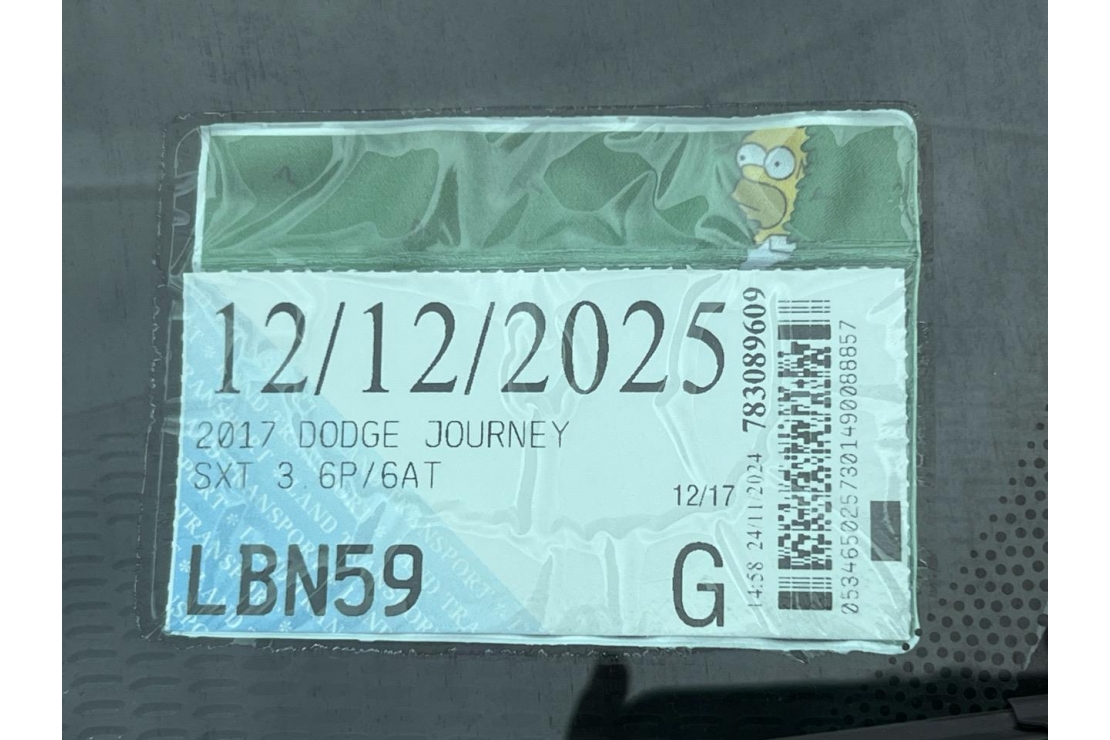 12/12/2025
2017 DODGE JOURNEY
SXT 3.6P/6AT
12/17
LBN59
G
783089609
14:58 24/11/2024
0534650257301490088857